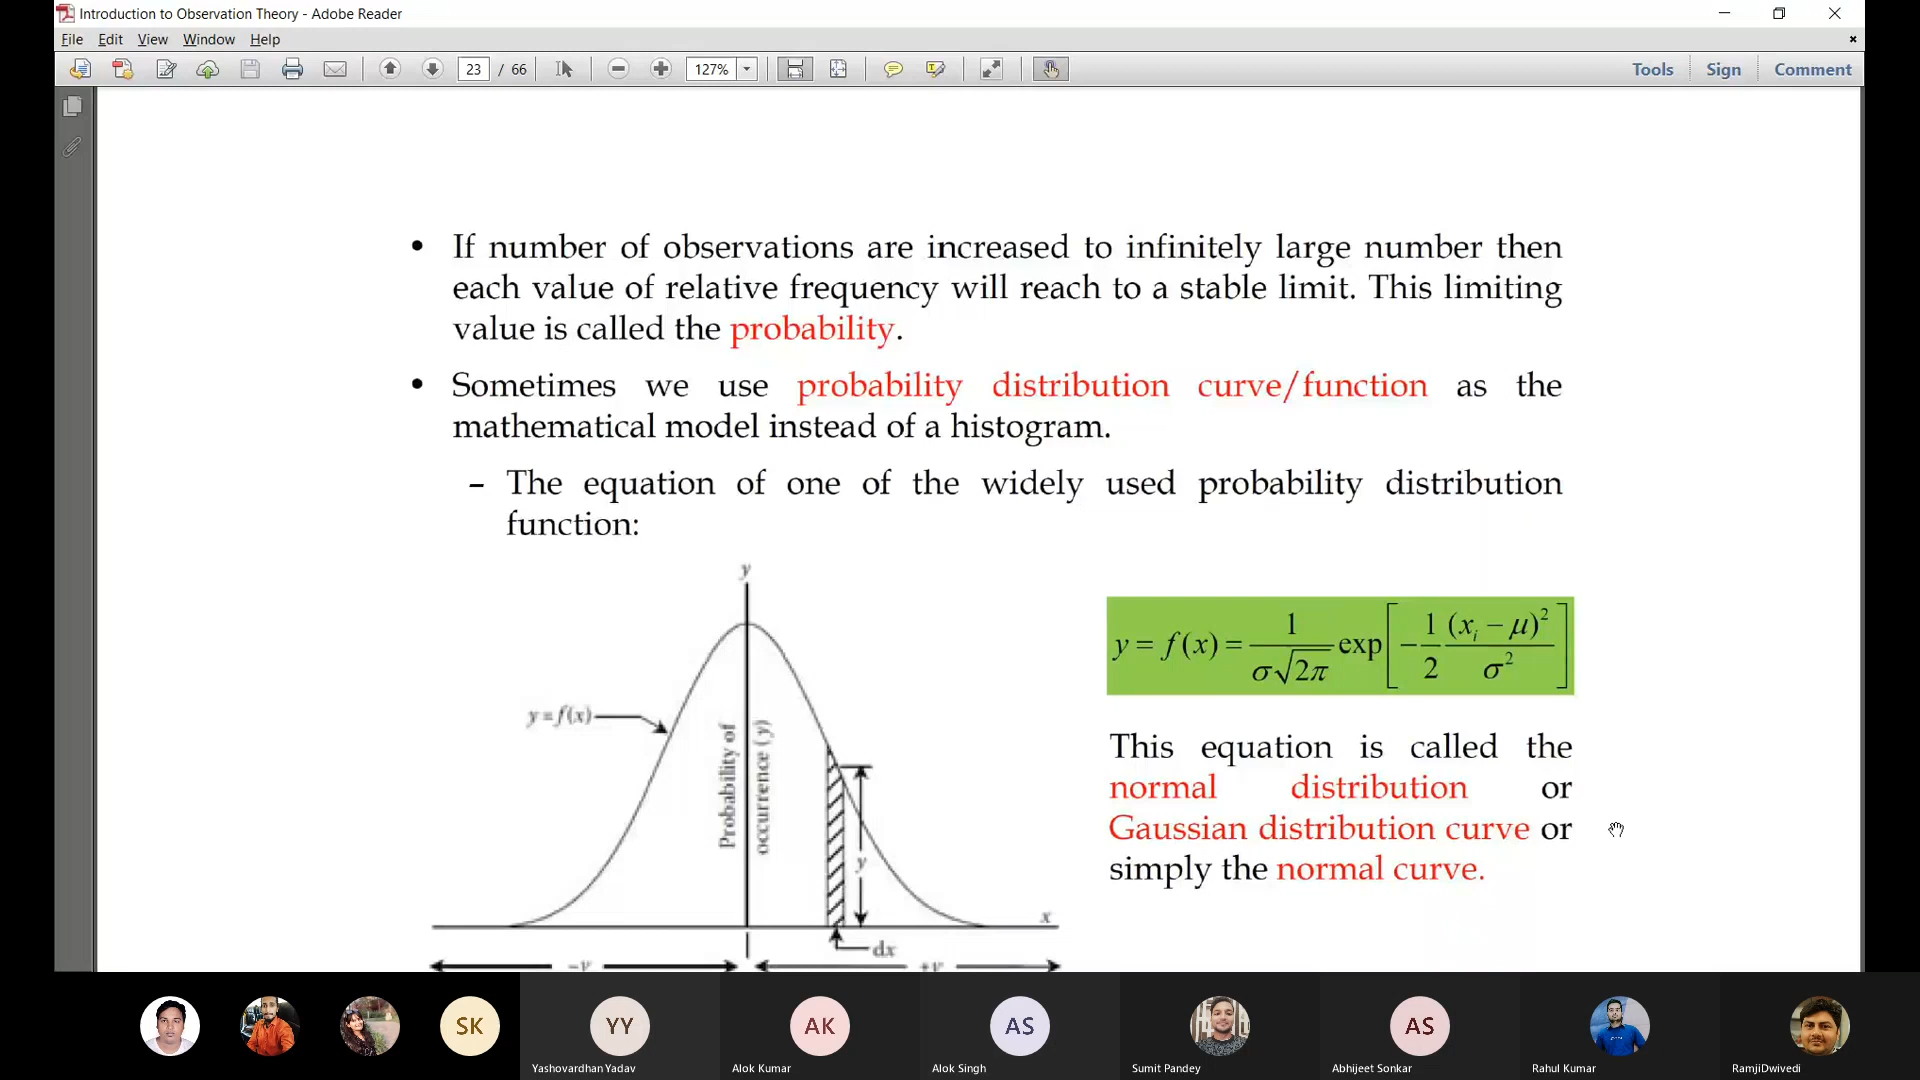 Introduction to Observation Theory - Adobe Reader
File Edit View Window Help
23 / 66 127% Tools Sign Comment
• If number of observations are increased to infinitely large number then
each value of relative frequency will reach to a stable limit. This limiting
value is called the probability.
• Sometimes we use probability distribution curve/function as the
mathematical model instead of a histogram.
– The equation of one of the widely used probability distribution
function:
y
y = f(x)
Probability of
occurrence (y)
y
x
dx
-v +v
y = f(x) = 1/(σ√2π) exp[-1/2 (xᵢ − μ)²/σ²]
This equation is called the
normal distribution or
Gaussian distribution curve or
simply the normal curve.
SK YY AK AS AS
Yashovardhan Yadav Alok Kumar Alok Singh Sumit Pandey Abhijeet Sonkar Rahul Kumar RamjiDwivedi